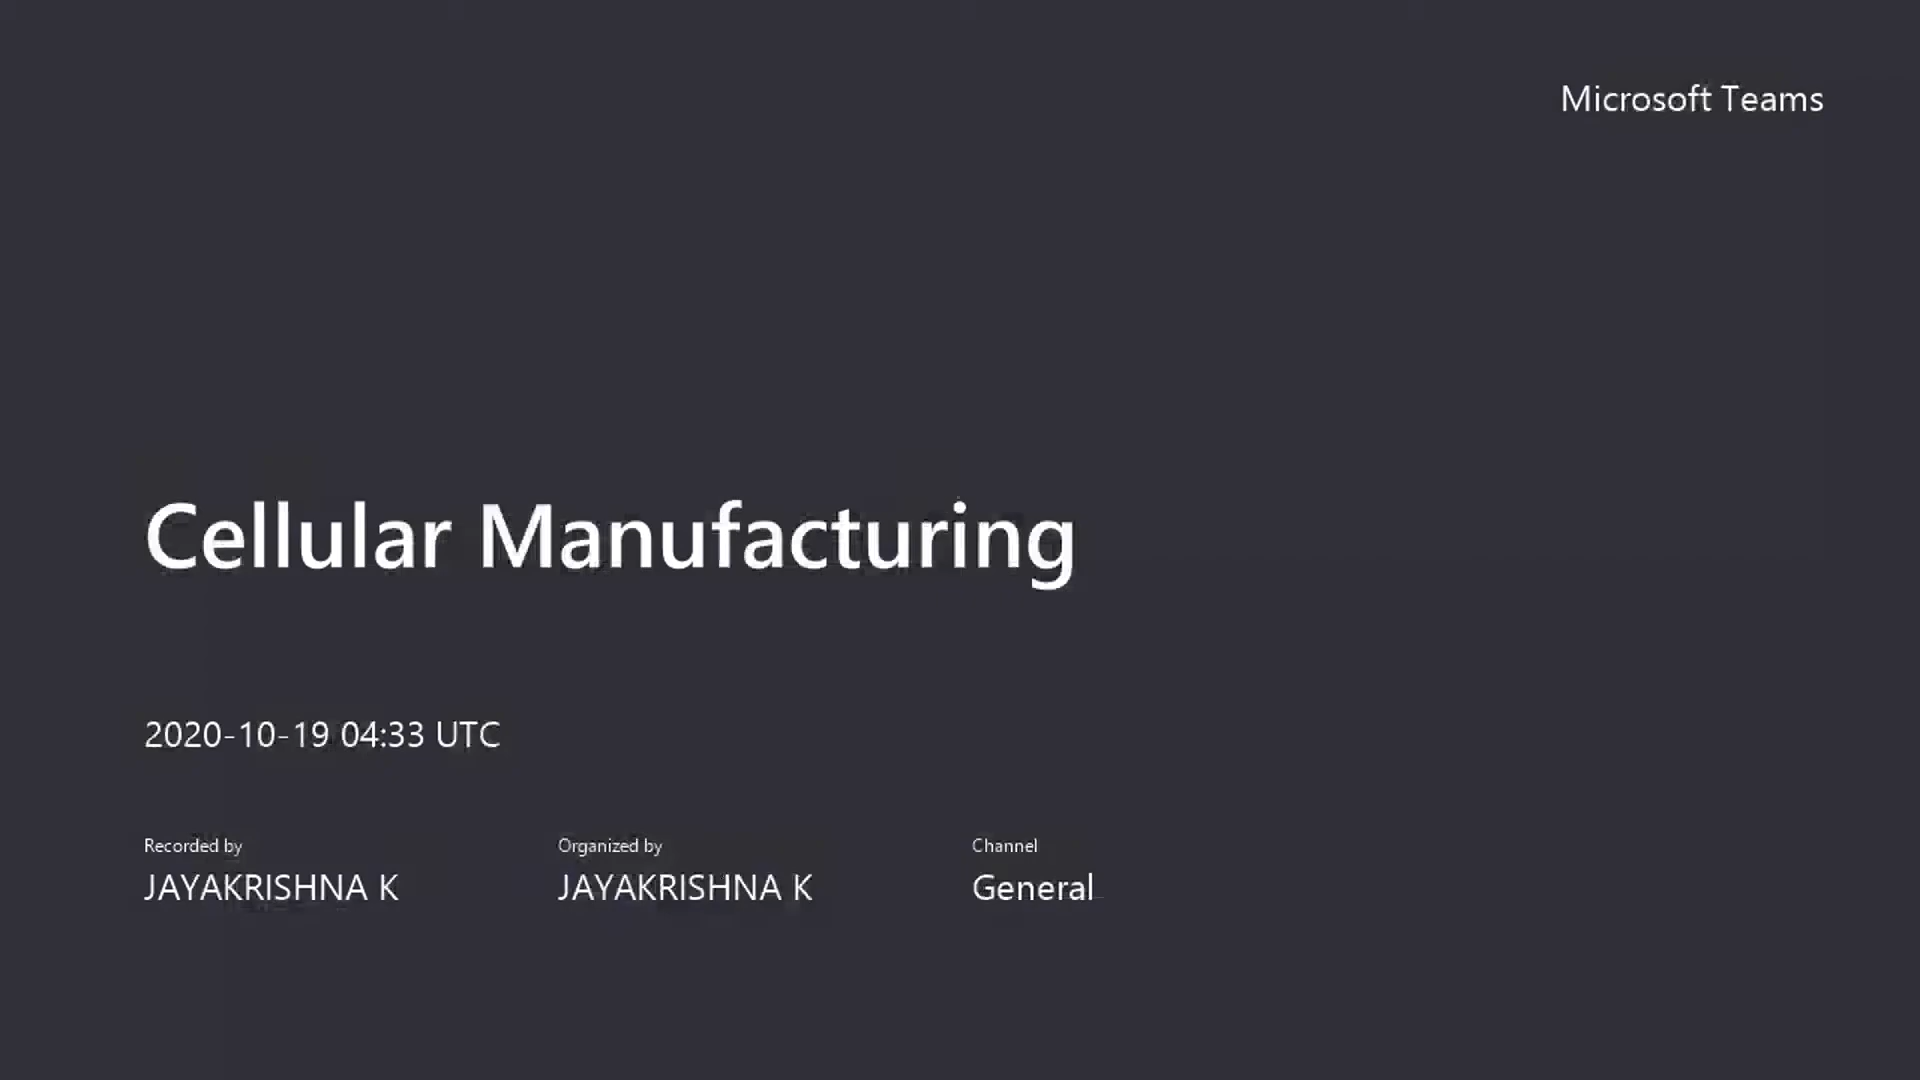 Microsoft Teams
Cellular Manufacturing
2020-10-19 04:33 UTC
Recorded by
JAYAKRISHNA K
Organized by
JAYAKRISHNA K
Channel
General